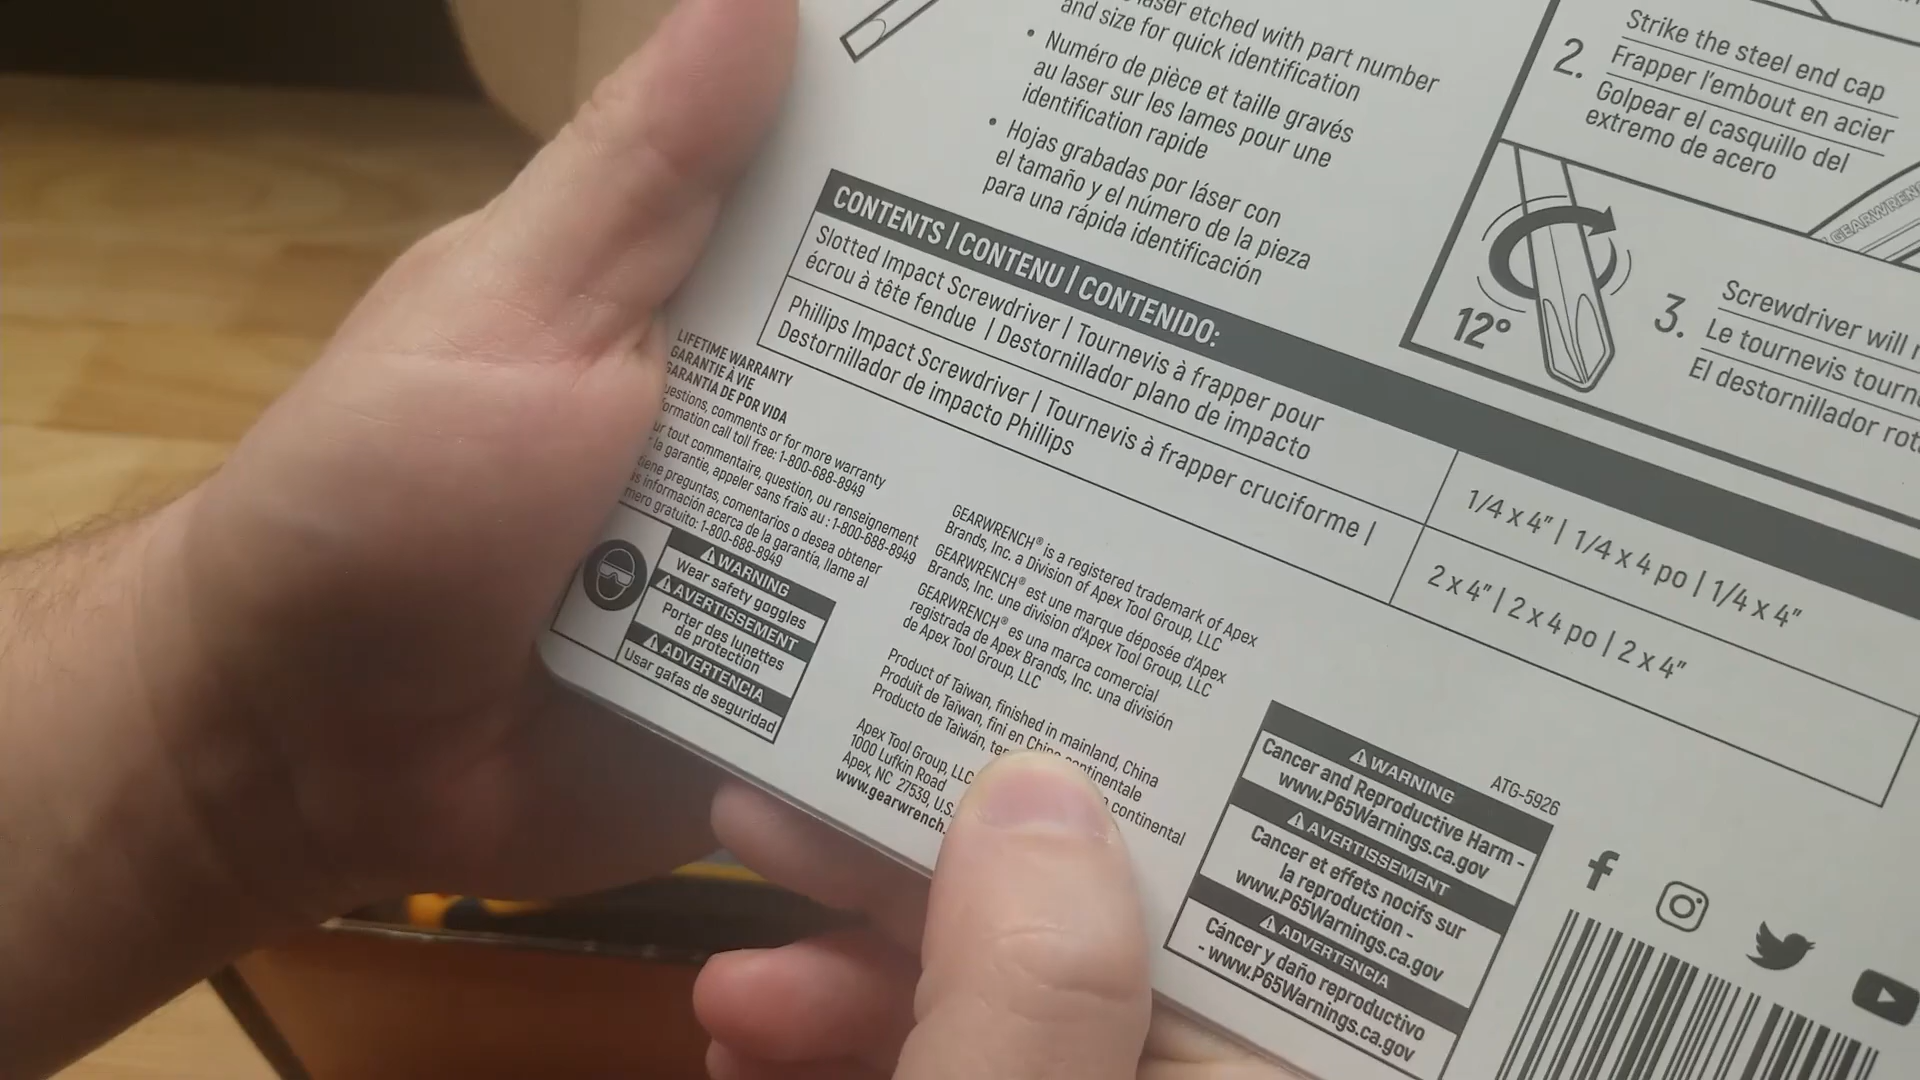 laser etched with part number
and size for quick identification
• Numéro de pièce et taille gravés
au laser sur les lames pour une
identification rapide
• Hojas grabadas por láser con
el tamaño y el número de la pieza
para una rápida identificación
2.
Strike the steel end cap
Frapper l'embout en acier
Golpear el casquillo del
extremo de acero
12°
3.
Screwdriver will
Le tournevis
El destornillador
CONTENTS | CONTENU | CONTENIDO:
Slotted Impact Screwdriver | Tournevis à frapper pour
écrou à tête fendue | Destornillador plano de impacto
1/4 x 4" | 1/4 x 4 po | 1/4 x 4"
Phillips Impact Screwdriver | Tournevis à frapper cruciforme |
Destornillador de impacto Phillips
2 x 4" | 2 x 4 po | 2 x 4"
LIFETIME WARRANTY
GARANTIE À VIE
GARANTIA DE POR VIDA
comments or for more warranty
call toll free: 1-800-688-8949
tout commentaire, question, ou renseignement
la garantie, appeler sans frais au : 1-800-688-8949
preguntas, comentarios o desea obtener
información acerca de la garantía, llame al
gratuito: 1-800-688-8949
WARNING
Wear safety goggles
AVERTISSEMENT
Porter des lunettes
de protection
ADVERTENCIA
Usar gafas de seguridad
GEARWRENCH® is a registered trademark of Apex
Brands, Inc. a Division of Apex Tool Group, LLC
GEARWRENCH® est une marque déposée d'Apex
Brands, Inc. une division d'Apex Tool Group, LLC
GEARWRENCH® es una marca comercial
registrada de Apex Brands, Inc. una división
de Apex Tool Group, LLC
Product of Taiwan, finished in mainland, China
Produit de Taïwan, fini en Chine continentale
Producto de Taiwán, continental
Apex Tool Group, LLC
1000 Lufkin Road
Apex, NC 27539, U.S.
www.gearwrench.
WARNING
Cancer and Reproductive Harm -
www.P65Warnings.ca.gov
AVERTISSEMENT
Cancer et effets nocifs sur
la reproduction -
www.P65Warnings.ca.gov
ADVERTENCIA
Cáncer y daño reproductivo
- www.P65Warnings.ca.gov
ATG-5926